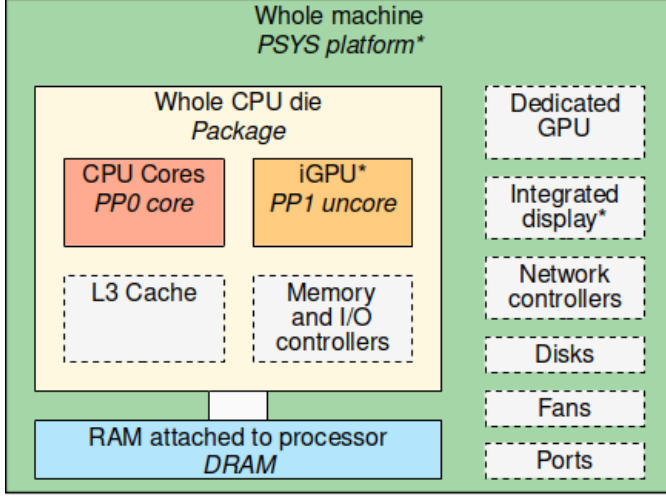 Whole machine
PSYS platform*
Whole CPU die
Package
CPU Cores
PP0 core
iGPU*
PP1 uncore
L3 Cache
Memory
and I/O
controllers
RAM attached to processor
DRAM
Dedicated
GPU
Integrated
display*
Network
controllers
Disks
Fans
Ports